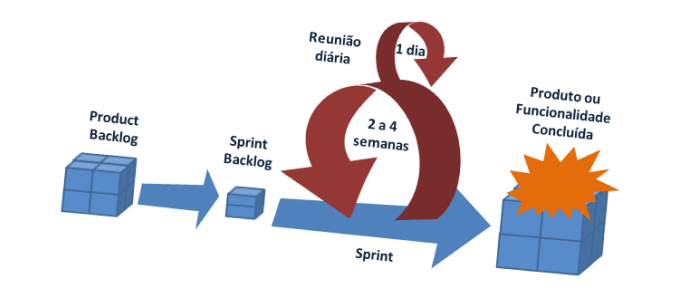 Product
Backlog
Sprint
Backlog
Reunião
diária
1 dia
2 a 4
semanas
Sprint
Produto ou
Funcionalidade
Concluída